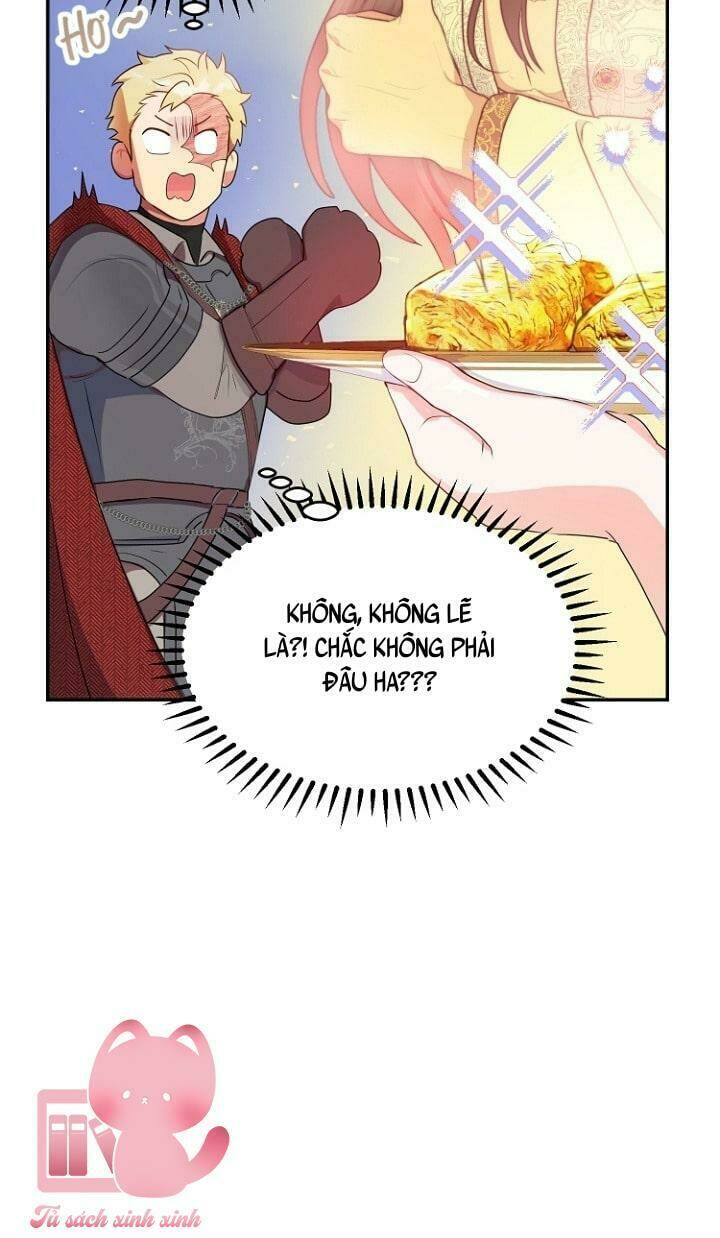 HƠ~
KHÔNG, KHÔNG LẼ
LÀ?! CHẮC KHÔNG PHẢI
ĐÂU HA???
Tủ sách xinh xinh